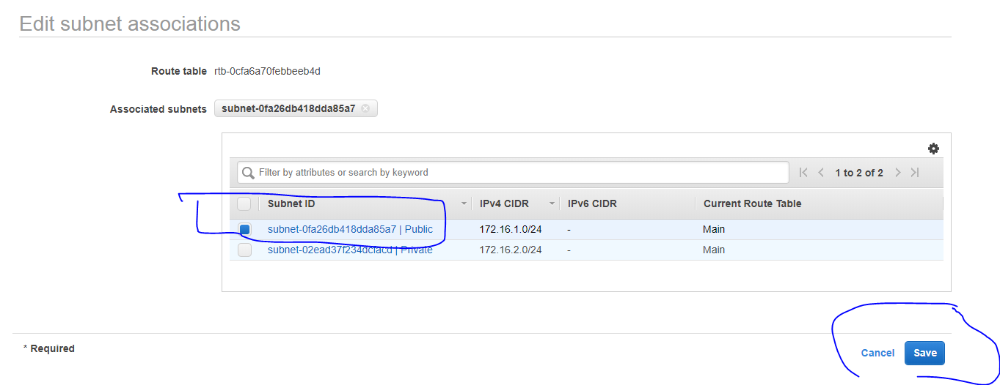 Edit subnet associations
Route table rtb-0cfa6a70febbeeb4d
Associated subnets subnet-0fa26db418dda85a7
Filter by attributes or search by keyword 1 to 2 of 2
Subnet ID IPv4 CIDR IPv6 CIDR Current Route Table
subnet-0fa26db418dda85a7 | Public 172.16.1.0/24 - Main
subnet-02ead37f234dcfacd | Private 172.16.2.0/24 - Main
* Required Cancel Save